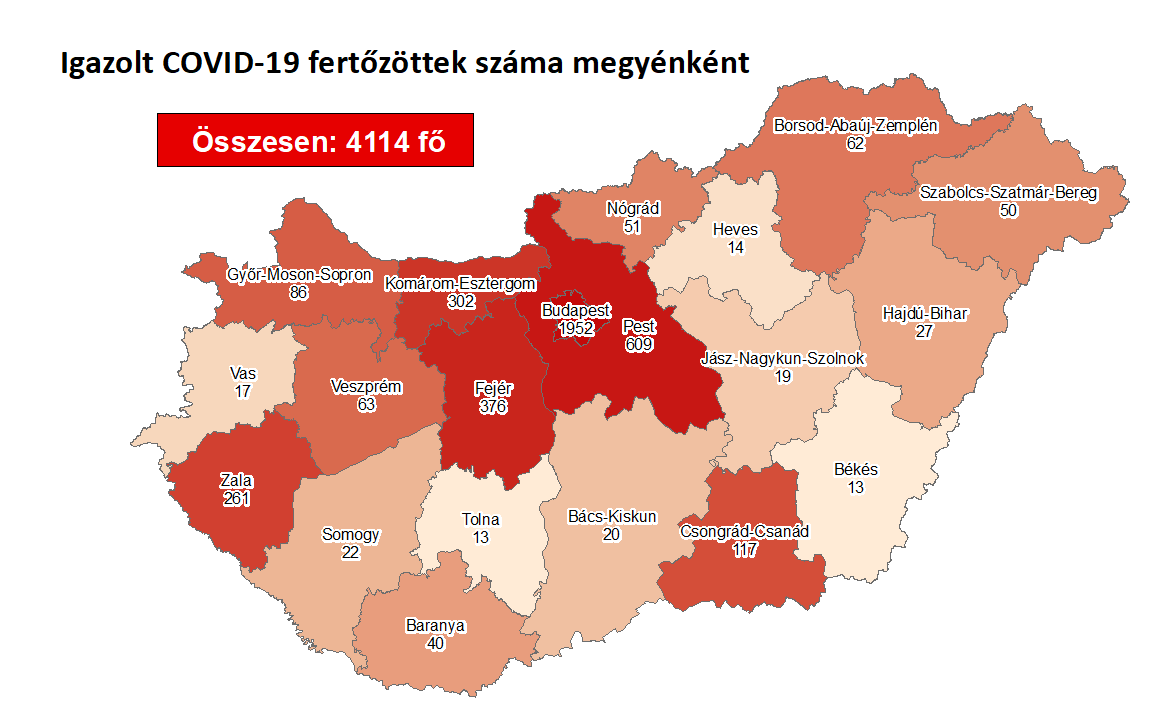 Igazolt COVID-19 fertőzöttek száma megyénként
Összesen: 4114 fő
Borsod-Abaúj-Zemplén
62
Szabolcs-Szatmár-Bereg
50
Nógrád
51
Heves
14
Győr-Moson-Sopron
86
Komárom-Esztergom
302
Budapest
1952
Pest
609
Hajdú-Bihar
27
Jász-Nagykun-Szolnok
19
Vas
17
Veszprém
63
Fejér
376
Zala
261
Békés
13
Somogy
22
Tolna
13
Bács-Kiskun
20
Csongrád-Csanád
117
Baranya
40